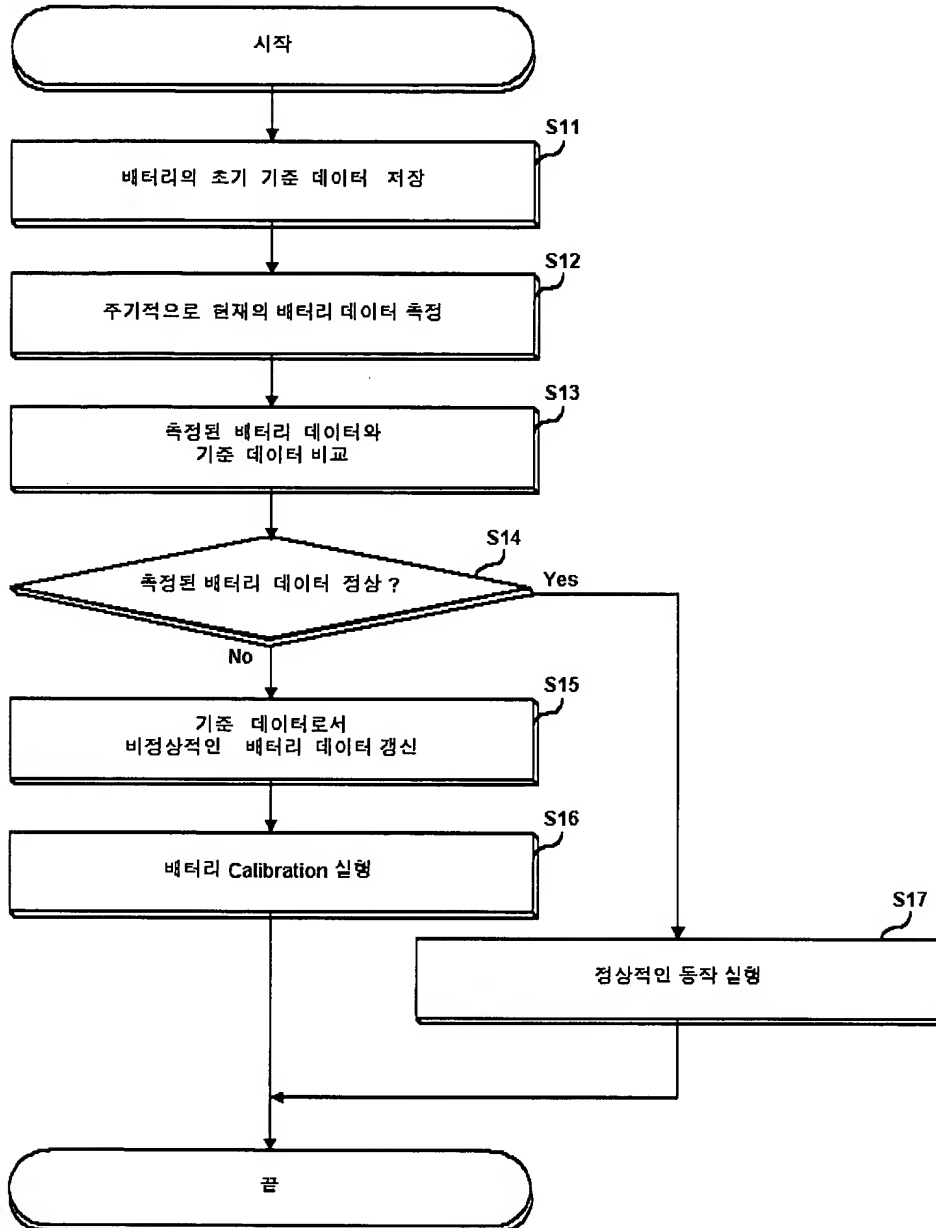 시작
S11
배터리의 초기 기준 데이터 저장
S12
주기적으로 현재의 배터리 데이터 측정
S13
측정된 배터리 데이터와
기준 데이터 비교
S14
측정된 배터리 데이터 정상 ?
Yes
No
S15
기준 데이터로서
비정상적인 배터리 데이터 갱신
S16
배터리 Calibration 실행
S17
정상적인 동작 실행
끝